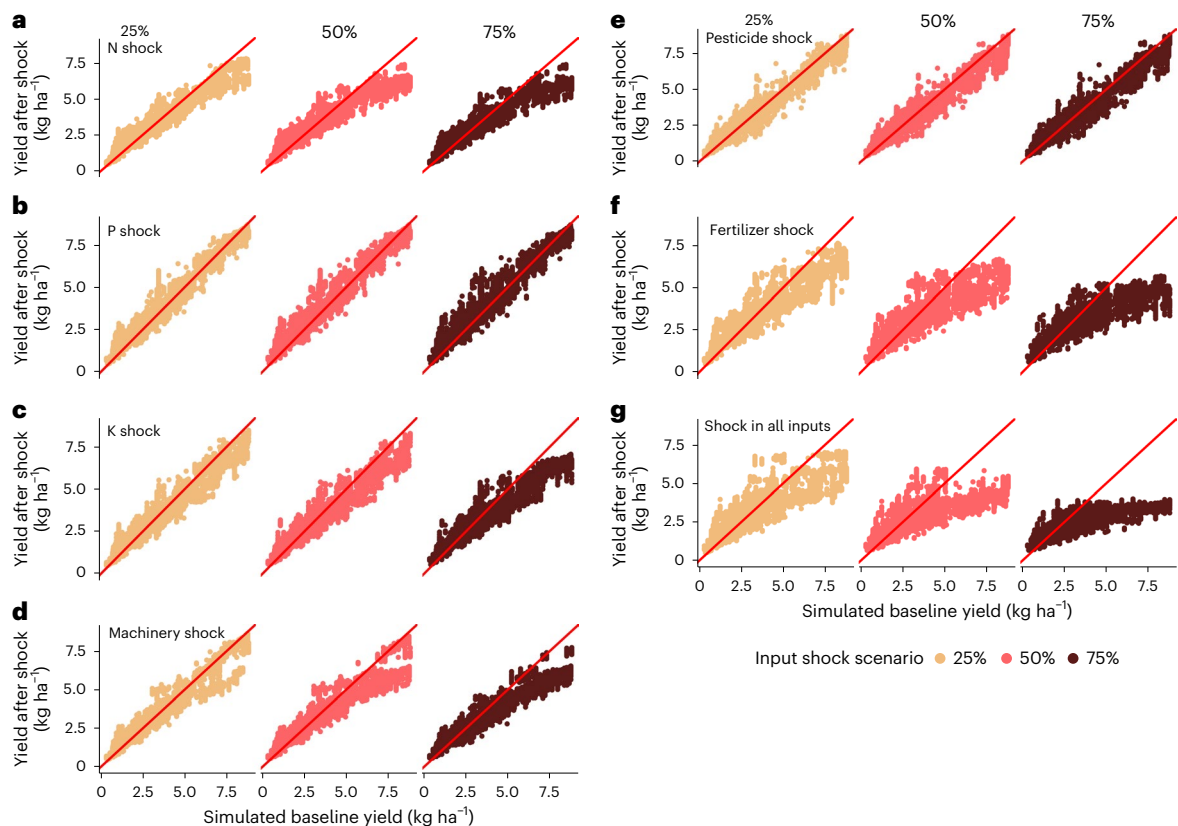 a
25% 50% 75%
N shock
Yield after shock
(kg ha⁻¹)
7.5
5.0
2.5
0
b
P shock
Yield after shock
(kg ha⁻¹)
7.5
5.0
2.5
0
c
K shock
Yield after shock
(kg ha⁻¹)
7.5
5.0
2.5
0
d
Machinery shock
Yield after shock
(kg ha⁻¹)
7.5
5.0
2.5
0
0 2.5 5.0 7.5 0 2.5 5.0 7.5 0 2.5 5.0 7.5
Simulated baseline yield (kg ha⁻¹)
e
25% 50% 75%
Pesticide shock
Yield after shock
(kg ha⁻¹)
7.5
5.0
2.5
0
f
Fertilizer shock
Yield after shock
(kg ha⁻¹)
7.5
5.0
2.5
0
g
Shock in all inputs
Yield after shock
(kg ha⁻¹)
7.5
5.0
2.5
0
0 2.5 5.0 7.5 0 2.5 5.0 7.5 0 2.5 5.0 7.5
Simulated baseline yield (kg ha⁻¹)
Input shock scenario 25% 50% 75%